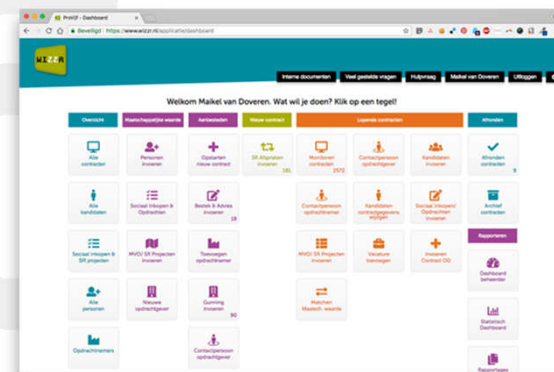 ProVIJF - Dashboard
Beveiligd https://www.wizzr.nl/applicatie/dashboard
WIZZR
Interne documenten
Veel gestelde vragen
Hulpvraag
Maikel van Doveren
Uitloggen
Welkom Maikel van Doveren. Wat wil je doen? Klik op een tegel!
Overzicht
Maatschappelijke waarde
Aanbesteden
Nieuw contract
Lopende contracten
Afronden
Alle
contracten
Personen
invoeren
Opstarten
nieuw contract
SR Afspraken
invoeren
181
Monitoren
contracten
2572
Contactpersoon
opdrachtgever
Kandidaten
invoeren
Afronden
contracten
9
Alle
kandidaten
Sociaal Inkopen &
Opdrachten
Bestek & Advies
invoeren
19
Contactpersoon
opdrachtnemer
Kandidaten
contractgegevens
wijzigen
Sociaal Inkopen/
Opdrachten
invoeren
Archief
contracten
Sociaal inkopen &
SR projecten
MVO/ SR Projecten
invoeren
Toevoegen
opdrachtnemer
MVO/ SR Projecten
invoeren
Vacature
toevoegen
Invoeren
Contract OG
Rapporteren
Dashboard
beheerder
Alle
personen
Nieuwe
opdrachtgever
Gunning
invoeren
90
Matchen
Maatsch. waarde
Statistisch
Dashboard
Opdrachtnemers
Contactpersoon
opdrachtgever
Rapportages